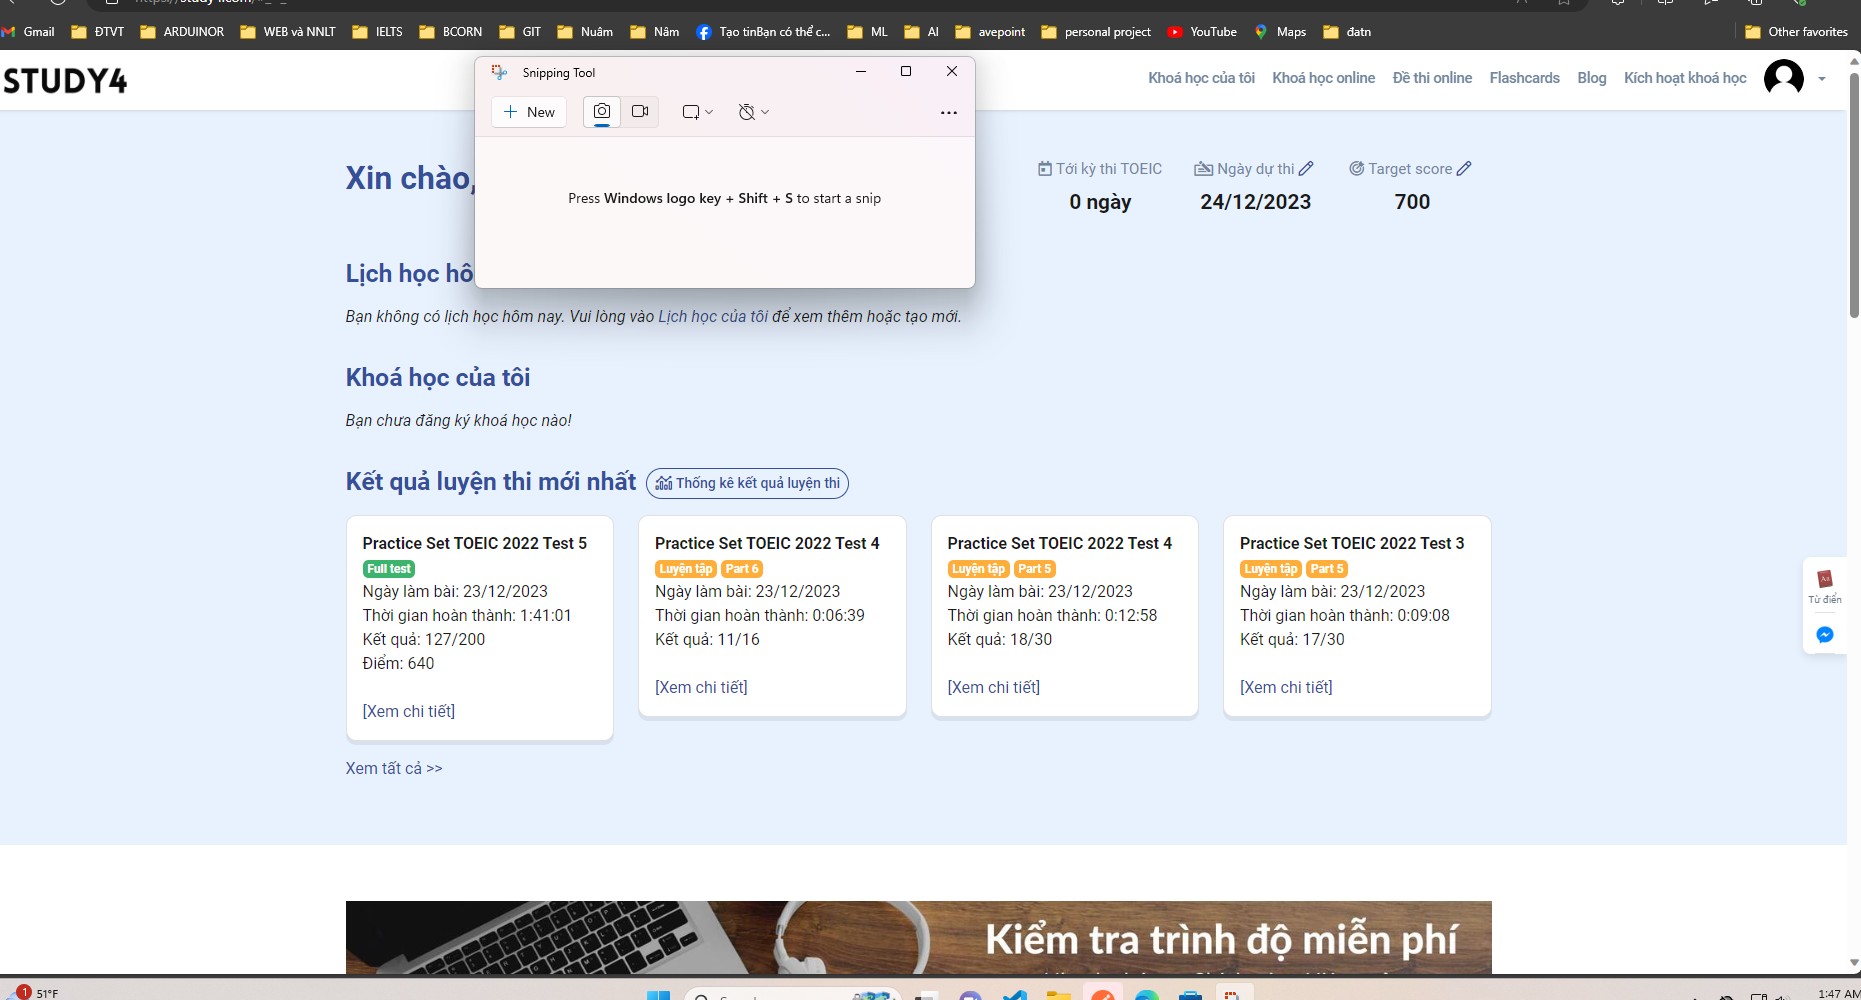 Gmail ĐTVT ARDUINOR WEB và NNLT IELTS BCORN GIT Nuâm Nâm Tạo tinBạn có thể c... ML AI avepoint personal project YouTube Maps datn Other favorites
STUDY4
Khoá học của tôi Khoá học online Đề thi online Flashcards Blog Kích hoạt khoá học
Snipping Tool
New
Press Windows logo key + Shift + S to start a snip
Xin chào,
Tới kỳ thi TOEIC
0 ngày
Ngày dự thi
24/12/2023
Target score
700
Lịch học hô
Bạn không có lịch học hôm nay. Vui lòng vào Lịch học của tôi để xem thêm hoặc tạo mới.
Khoá học của tôi
Bạn chưa đăng ký khoá học nào!
Kết quả luyện thi mới nhất
Thống kê kết quả luyện thi
Practice Set TOEIC 2022 Test 5
Full test
Ngày làm bài: 23/12/2023
Thời gian hoàn thành: 1:41:01
Kết quả: 127/200
Điểm: 640
[Xem chi tiết]
Practice Set TOEIC 2022 Test 4
Luyện tập Part 6
Ngày làm bài: 23/12/2023
Thời gian hoàn thành: 0:06:39
Kết quả: 11/16
[Xem chi tiết]
Practice Set TOEIC 2022 Test 4
Luyện tập Part 5
Ngày làm bài: 23/12/2023
Thời gian hoàn thành: 0:12:58
Kết quả: 18/30
[Xem chi tiết]
Practice Set TOEIC 2022 Test 3
Luyện tập Part 5
Ngày làm bài: 23/12/2023
Thời gian hoàn thành: 0:09:08
Kết quả: 17/30
[Xem chi tiết]
Xem tất cả >>
Aa
Từ điển
Kiểm tra trình độ miễn phí
1
51°F
1:47 AM